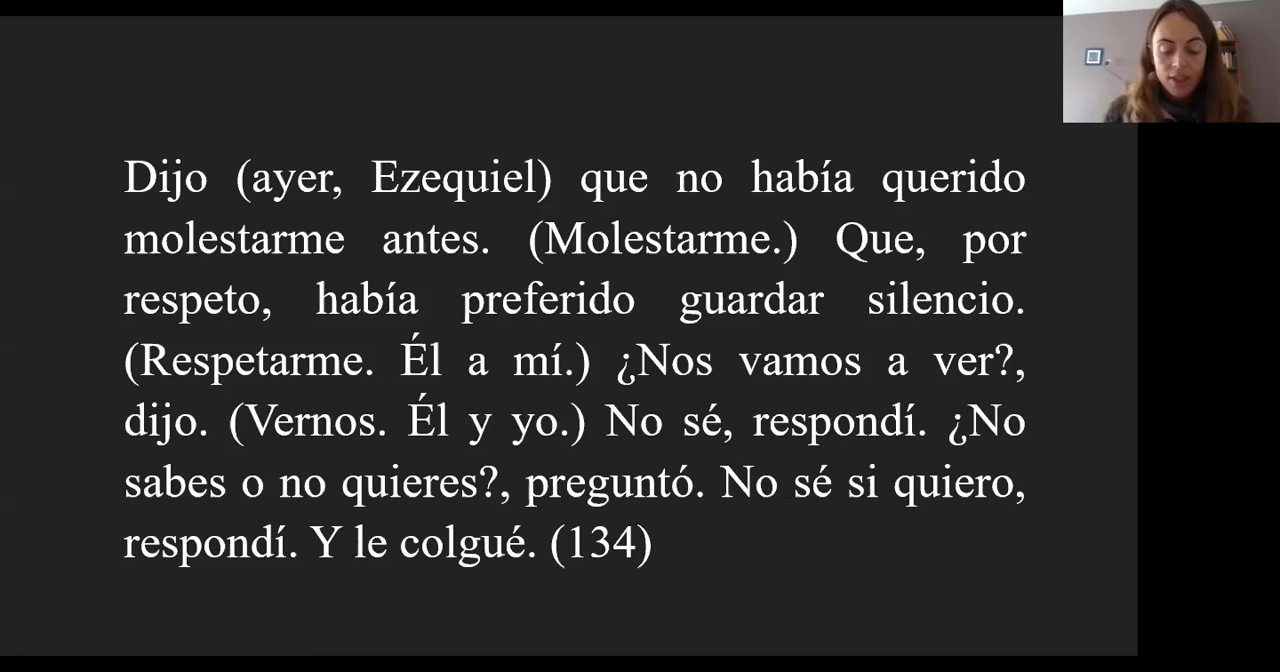 Dijo (ayer, Ezequiel) que no había querido
molestarme antes. (Molestarme.) Que, por
respeto, había preferido guardar silencio.
(Respetarme. Él a mí.) ¿Nos vamos a ver?,
dijo. (Vernos. Él y yo.) No sé, respondí. ¿No
sabes o no quieres?, preguntó. No sé si quiero,
respondí. Y le colgué. (134)